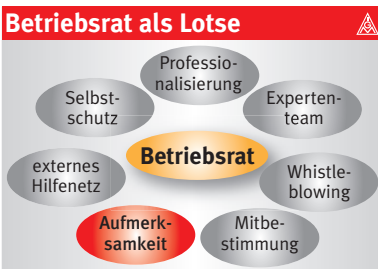 Betriebsrat als Lotse
Professio-
nalisierung
Selbst-
schutz
Experten-
team
Betriebsrat
externes
Hilfenetz
Whistle-
blowing
Aufmerk-
samkeit
Mitbe-
stimmung